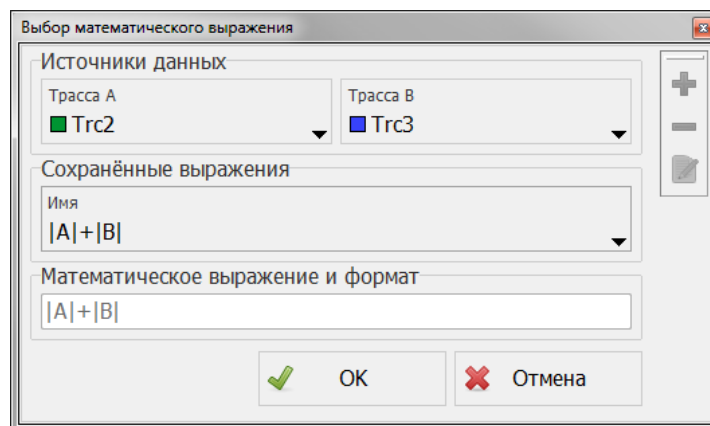 Выбор математического выражения
Источники данных
Трасса A
Trc2
Трасса B
Trc3
Сохранённые выражения
Имя
|A|+|B|
Математическое выражение и формат
|A|+|B|
OK
Отмена